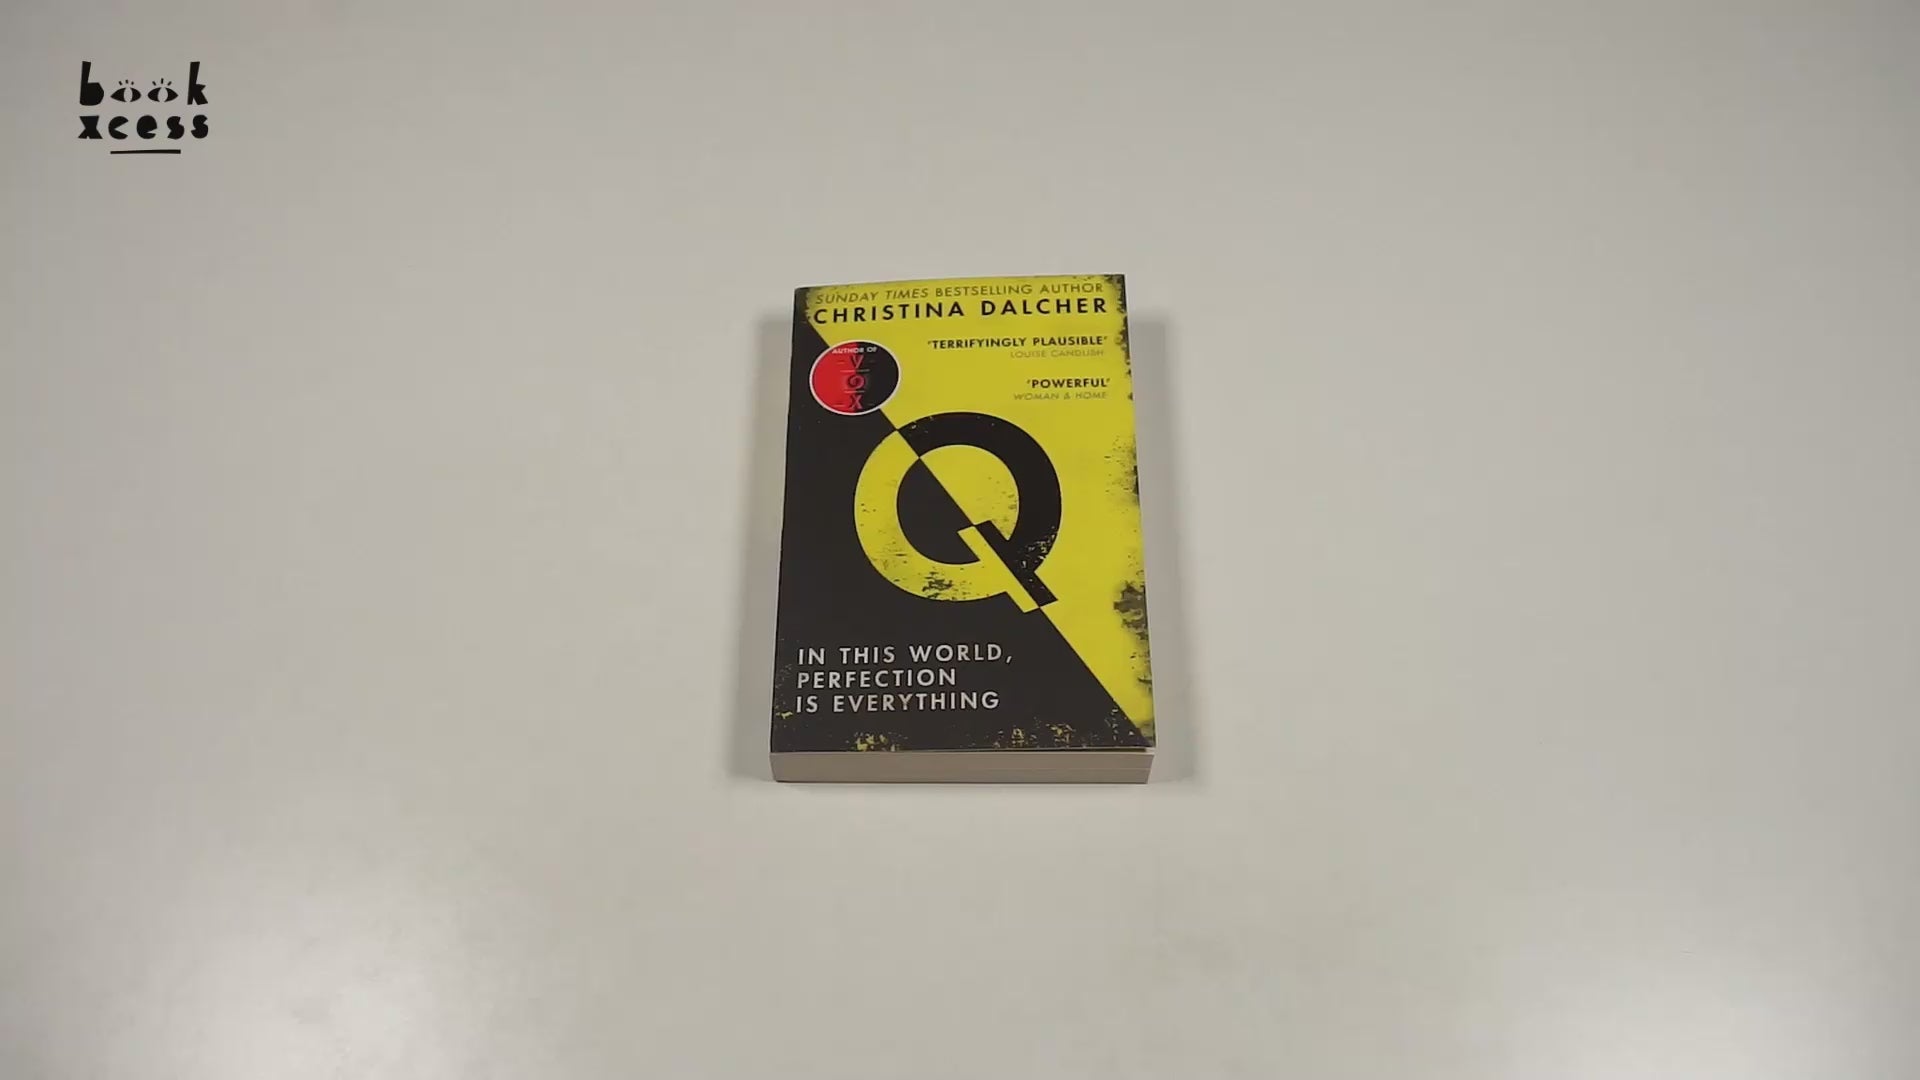 book
xcess
SUNDAY TIMES BESTSELLING AUTHOR
CHRISTINA DALCHER
'TERRIFYINGLY PLAUSIBLE'
LOUISE CANDLISH
'POWERFUL'
WOMAN & HOME
AUTHOR OF
V
O
X
Q
IN THIS WORLD,
PERFECTION
IS EVERYTHING